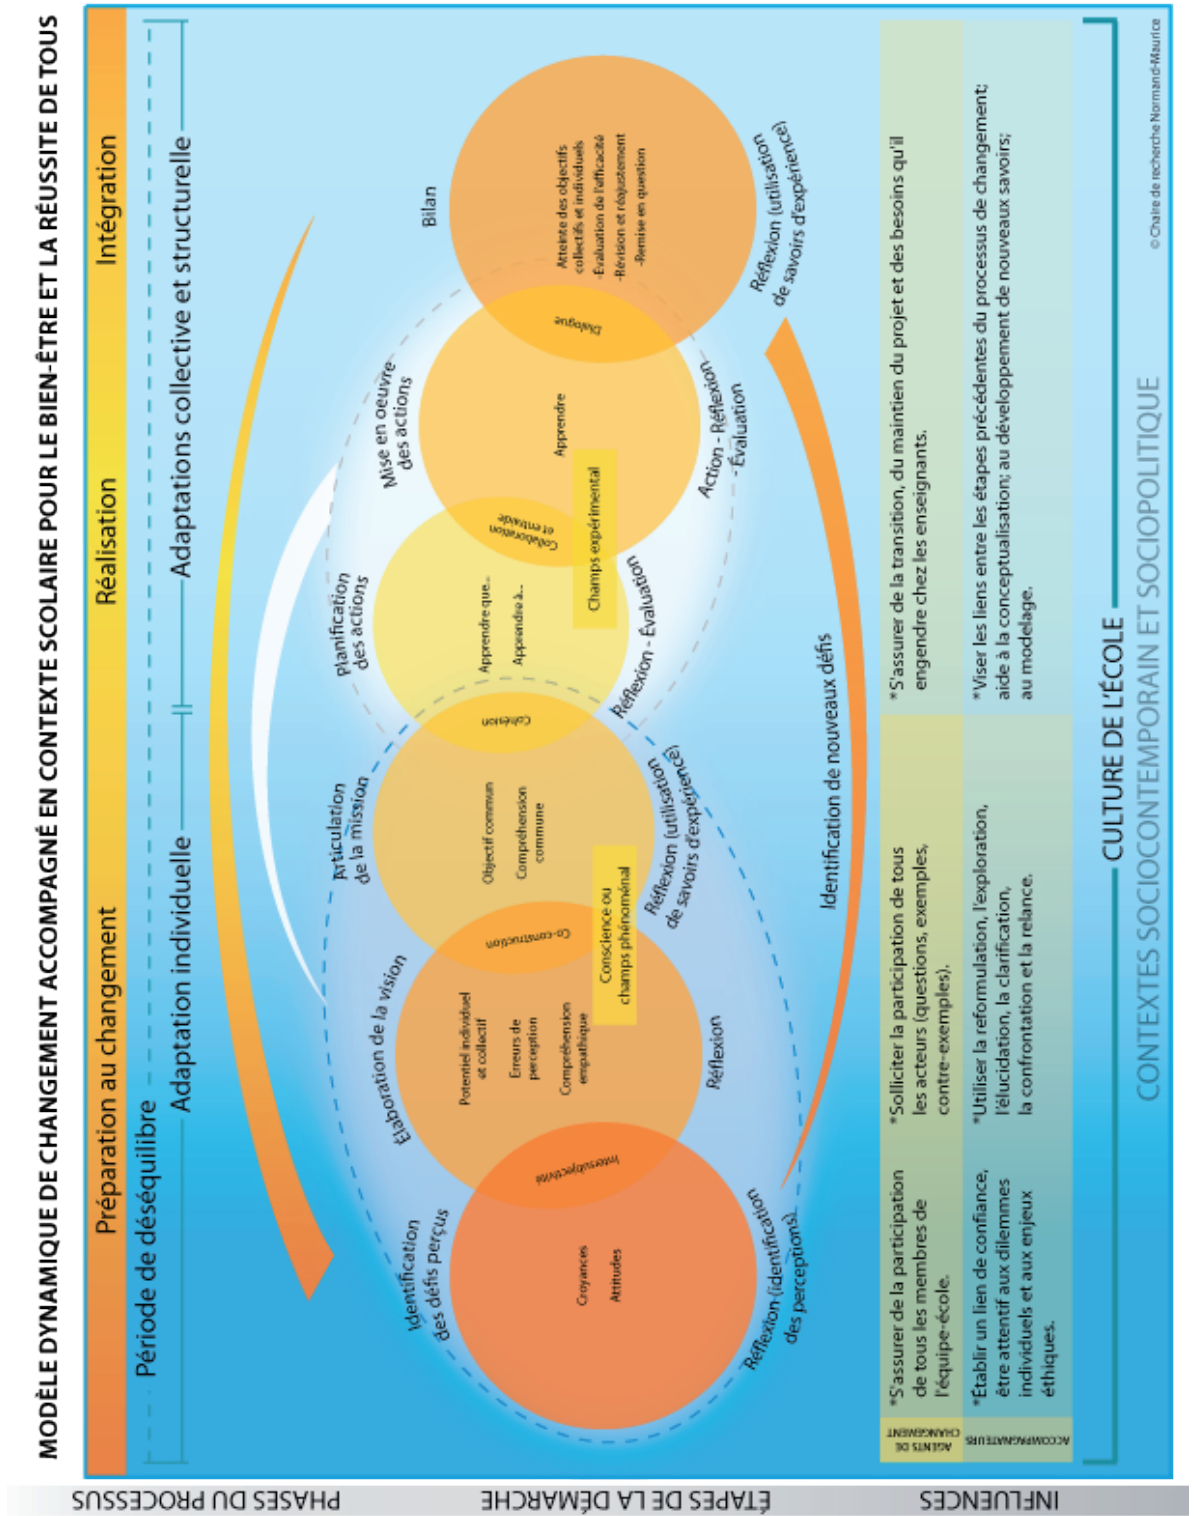 MODÈLE DYNAMIQUE DE CHANGEMENT ACCOMPAGNÉ EN CONTEXTE SCOLAIRE POUR LE BIEN-ÊTRE ET LA RÉUSSITE DE TOUS
PHASES DU PROCESSUS
Préparation au changement
Réalisation
Intégration
Période de déséquilibre
Adaptation individuelle
Adaptations collective et structurelle
ÉTAPES DE LA DÉMARCHE
Identification
des défis perçus
Croyances
Attitudes
Réflexion (identification
des perceptions)
Intersubjectivité
Élaboration de la vision
Potentiel individuel
et collectif
Erreurs de
perception
Compréhension
empathique
Réflexion
Co-construction
Conscience ou
champs phénoménal
Articulation
de la mission
Objectif commun
Compréhension
commune
Réflexion (utilisation
de savoirs d'expérience)
Cohésion
Planification
des actions
Apprendre que...
Apprendre à...
Réflexion - Évaluation
Collaboration
et entraide
Champs expérimental
Mise en oeuvre
des actions
Apprendre
Action - Réflexion
- Évaluation
Dialogue
Bilan
Atteinte des objectifs
collectifs et individuels
-Évaluation de l'efficacité
-Révision et réajustement
-Remise en question
Réflexion (utilisation
de savoirs d'expérience)
Identification de nouveaux défis
INFLUENCES
AGENTS DE
CHANGEMENT
*S'assurer de la participation
de tous les membres de
l'équipe-école.
*Solliciter la participation de tous
les acteurs (questions, exemples,
contre-exemples).
*S'assurer de la transition, du maintien du projet et des besoins qu'il
engendre chez les enseignants.
ACCOMPAGNATEURS
*Établir un lien de confiance,
être attentif aux dilemmes
individuels et aux enjeux
éthiques.
*Utiliser la reformulation, l'exploration,
l'élucidation, la clarification,
la confrontation et la relance.
*Viser les liens entre les étapes précédentes du processus de changement;
aide à la conceptualisation; au développement de nouveaux savoirs;
au modelage.
CULTURE DE L'ÉCOLE
CONTEXTES SOCIOCONTEMPORAIN ET SOCIOPOLITIQUE
© Chaire de recherche Normand-Maurice